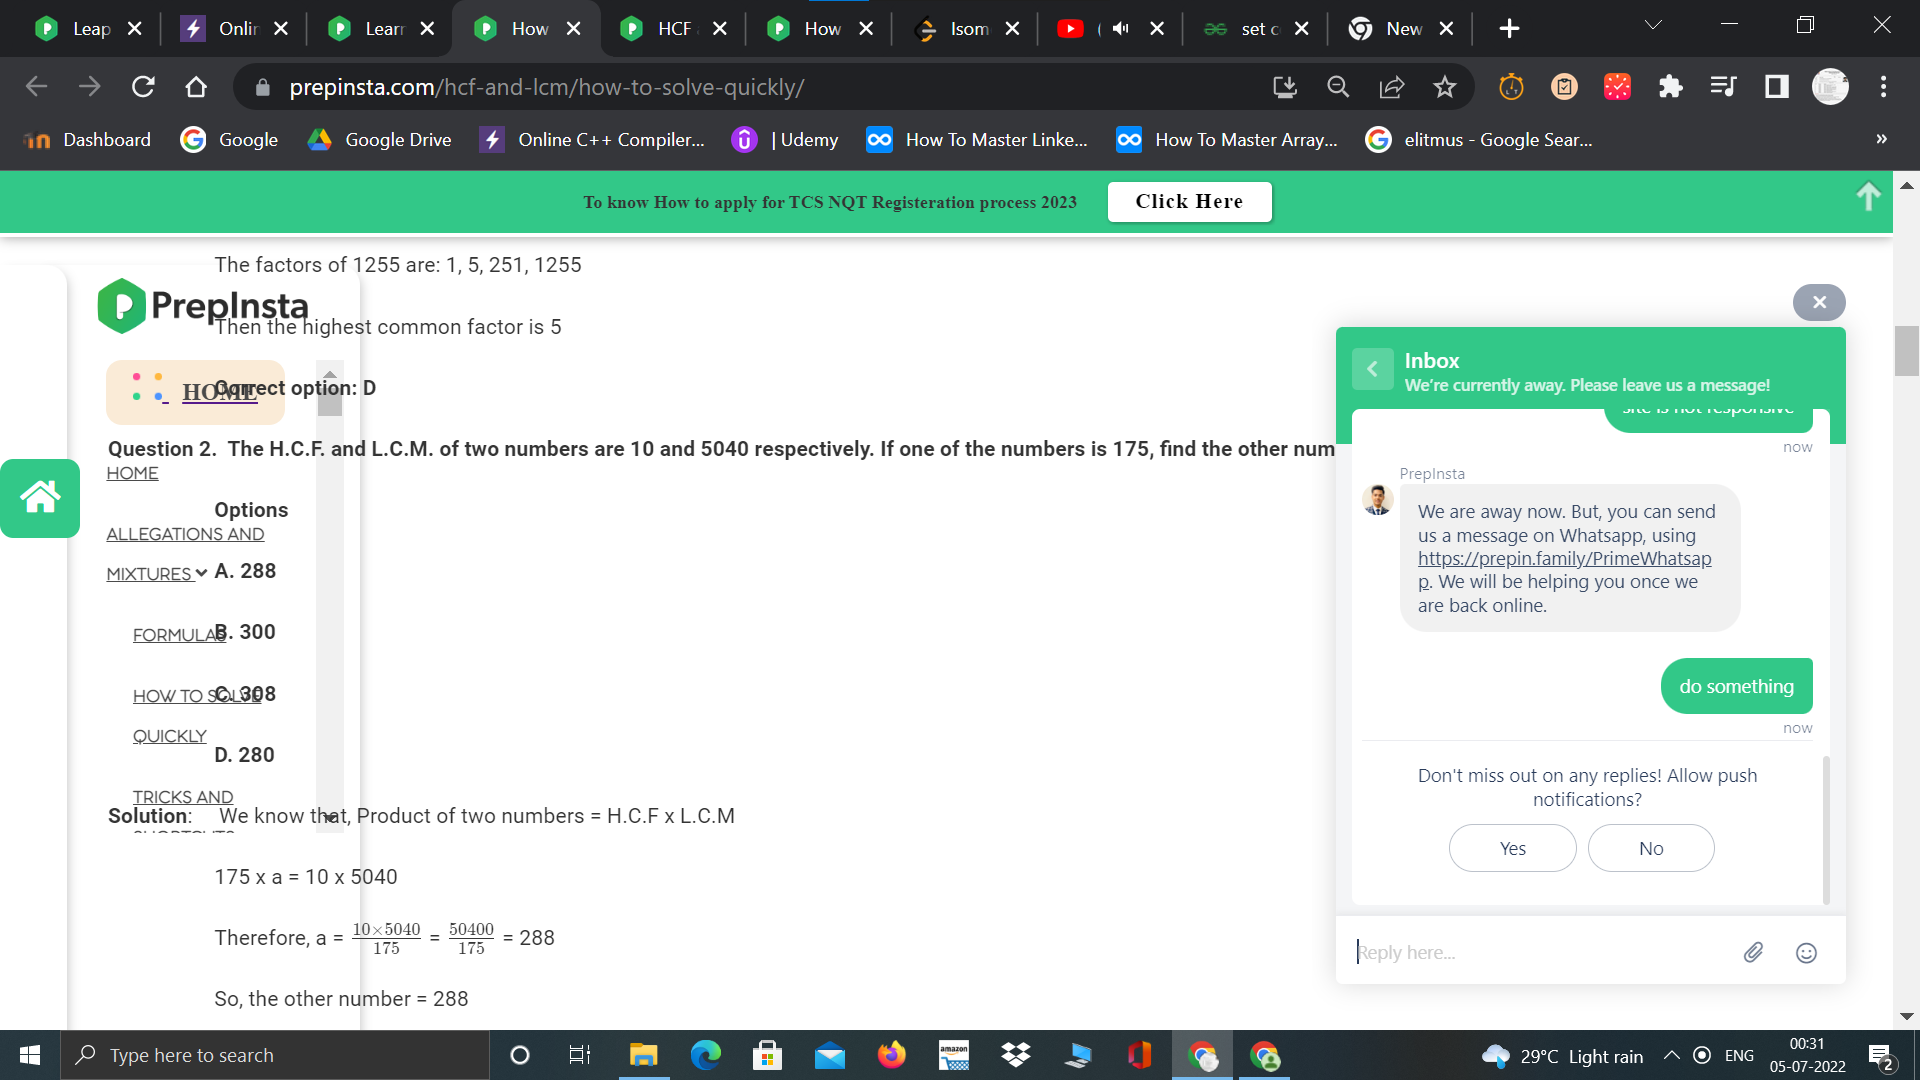 Leap
Onlin
Learn
How
HCF
How
Isom
set c
New
prepinsta.com/hcf-and-lcm/how-to-solve-quickly/
Dashboard
Google
Google Drive
Online C++ Compiler...
| Udemy
How To Master Linke...
How To Master Array...
elitmus - Google Sear...
»
To know How to apply for TCS NQT Registeration process 2023
Click Here
The factors of 1255 are: 1, 5, 251, 1255
PrepInsta
Then the highest common factor is 5
HOME
Correct option: D
Question 2. The H.C.F. and L.C.M. of two numbers are 10 and 5040 respectively. If one of the numbers is 175, find the other num
HOME
Options
ALLEGATIONS AND
MIXTURES
A. 288
FORMULAS
B. 300
HOW TO SOLVE
C. 308
QUICKLY
D. 280
TRICKS AND
SHORTCUTS
Solution: We know that, Product of two numbers = H.C.F x L.C.M
175 x a = 10 x 5040
Therefore, a = 10×5040/175 = 50400/175 = 288
So, the other number = 288
Inbox
We're currently away. Please leave us a message!
site is not responsive
now
PrepInsta
We are away now. But, you can send
us a message on Whatsapp, using
https://prepin.family/PrimeWhatsap
p. We will be helping you once we
are back online.
do something
now
Don't miss out on any replies! Allow push
notifications?
Yes
No
Reply here...
Type here to search
amazon
29°C Light rain
ENG
00:31
05-07-2022
2